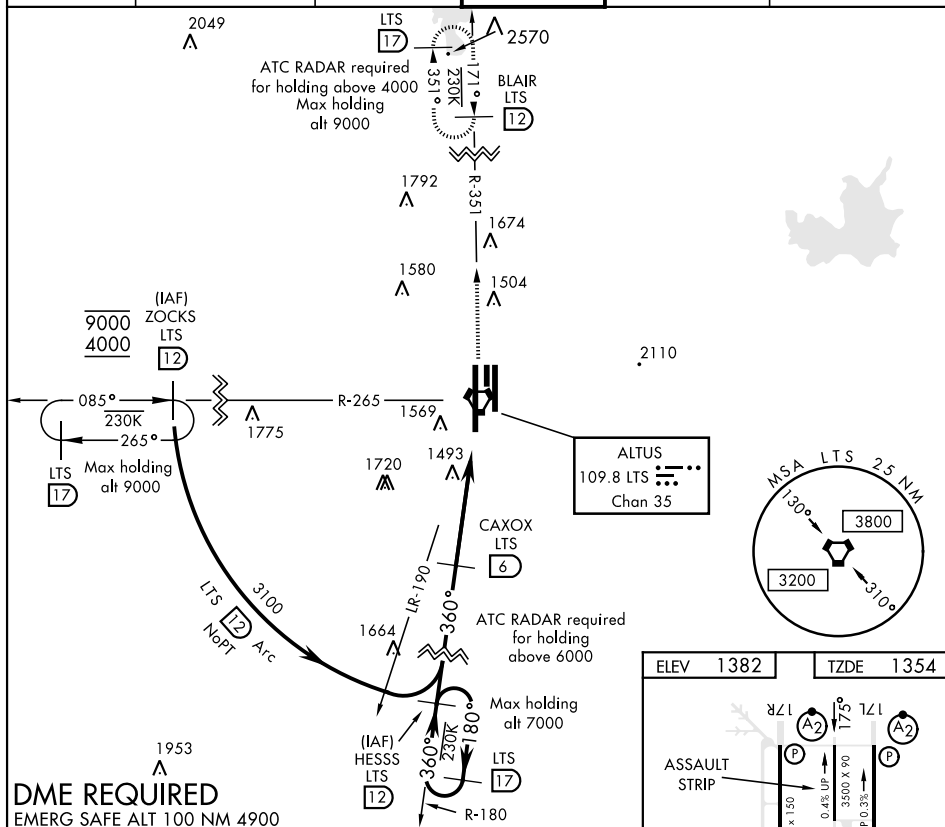 2049
LTS
17
2570
ATC RADAR required
for holding above 4000
Max holding
alt 9000
351°
230K
171°
BLAIR
LTS
12
R-351
1792
1674
1580
1504
9000
4000
(IAF)
ZOCKS
LTS
12
2110
085°
230K
265°
R-265
1569
1775
LTS
17
Max holding
alt 9000
1720
1493
ALTUS
109.8 LTS
Chan 35
MSA LTS 25 NM
130°
3800
3200
310°
CAXOX
LTS
6
LR-190
360°
3100
LTS 12 Arc
NoPT
1664
ATC RADAR required
for holding
above 6000
Max holding
alt 7000
(IAF)
HESSS
LTS
12
360°
230K
180°
LTS
17
R-180
1953
DME REQUIRED
EMERG SAFE ALT 100 NM 4900
ELEV 1382
TZDE 1354
17R
A2
175°
17L
A2
P
P
ASSAULT
STRIP
x 150
0.4% UP
3500 X 90
P 0.3%